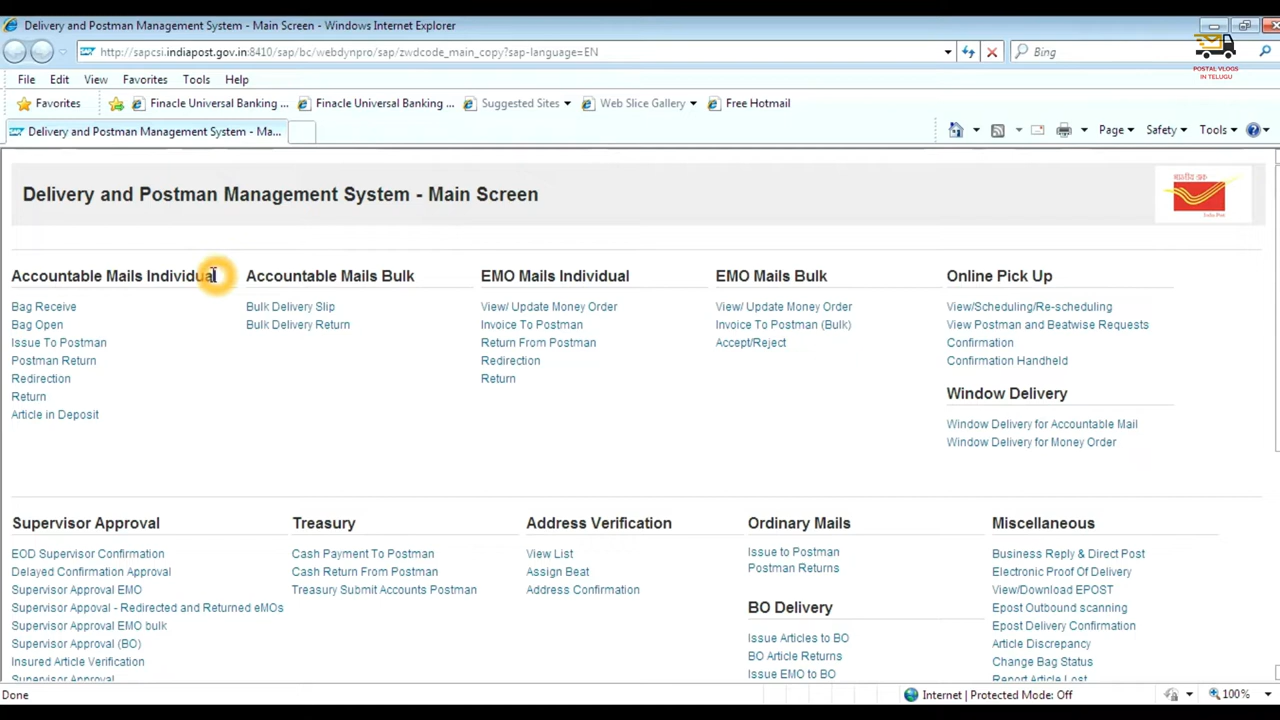 Delivery and Postman Management System - Main Screen - Windows Internet Explorer
http://sapcsi.indiapost.gov.in:8410/sap/bc/webdynpro/sap/zwdcode_main_copy?sap-language=EN
Bing
POSTAL VLOGS
IN TELUGU
File Edit View Favorites Tools Help
Favorites Finacle Universal Banking ... Finacle Universal Banking ... Suggested Sites Web Slice Gallery Free Hotmail
Delivery and Postman Management System - Ma...
Page Safety Tools
Delivery and Postman Management System - Main Screen
भारतीय डाक
India Post
Accountable Mails Individual
Bag Receive
Bag Open
Issue To Postman
Postman Return
Redirection
Return
Article in Deposit
Accountable Mails Bulk
Bulk Delivery Slip
Bulk Delivery Return
EMO Mails Individual
View/ Update Money Order
Invoice To Postman
Return From Postman
Redirection
Return
EMO Mails Bulk
View/ Update Money Order
Invoice To Postman (Bulk)
Accept/Reject
Online Pick Up
View/Scheduling/Re-scheduling
View Postman and Beatwise Requests
Confirmation
Confirmation Handheld
Window Delivery
Window Delivery for Accountable Mail
Window Delivery for Money Order
Supervisor Approval
EOD Supervisor Confirmation
Delayed Confirmation Approval
Supervisor Approval EMO
Supervisor Appoval - Redirected and Returned eMOs
Supervisor Approval EMO bulk
Supervisor Approval (BO)
Insured Article Verification
Supervisor Approval
Treasury
Cash Payment To Postman
Cash Return From Postman
Treasury Submit Accounts Postman
Address Verification
View List
Assign Beat
Address Confirmation
Ordinary Mails
Issue to Postman
Postman Returns
BO Delivery
Issue Articles to BO
BO Article Returns
Issue EMO to BO
Miscellaneous
Business Reply & Direct Post
Electronic Proof Of Delivery
View/Download EPOST
Epost Outbound scanning
Epost Delivery Confirmation
Article Discrepancy
Change Bag Status
Report Article Lost
Done
Internet | Protected Mode: Off
100%